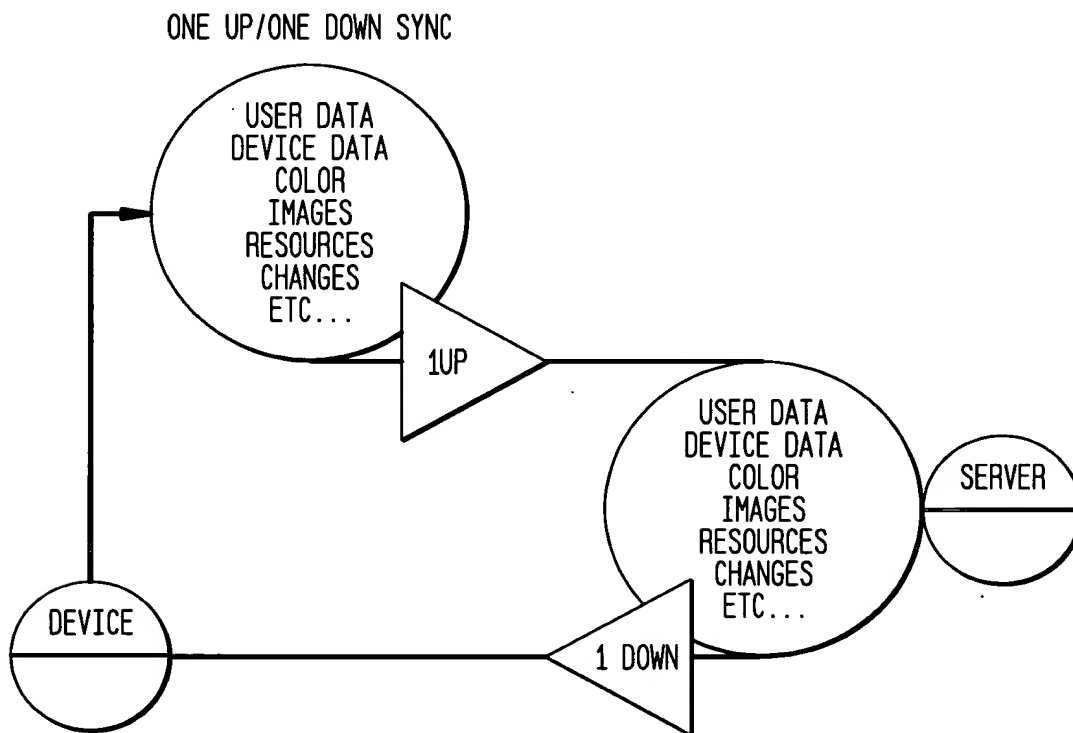 ONE UP/ONE DOWN SYNC
USER DATA
DEVICE DATA
COLOR
IMAGES
RESOURCES
CHANGES
ETC...
1UP
USER DATA
DEVICE DATA
COLOR
IMAGES
RESOURCES
CHANGES
ETC...
SERVER
DEVICE
1 DOWN